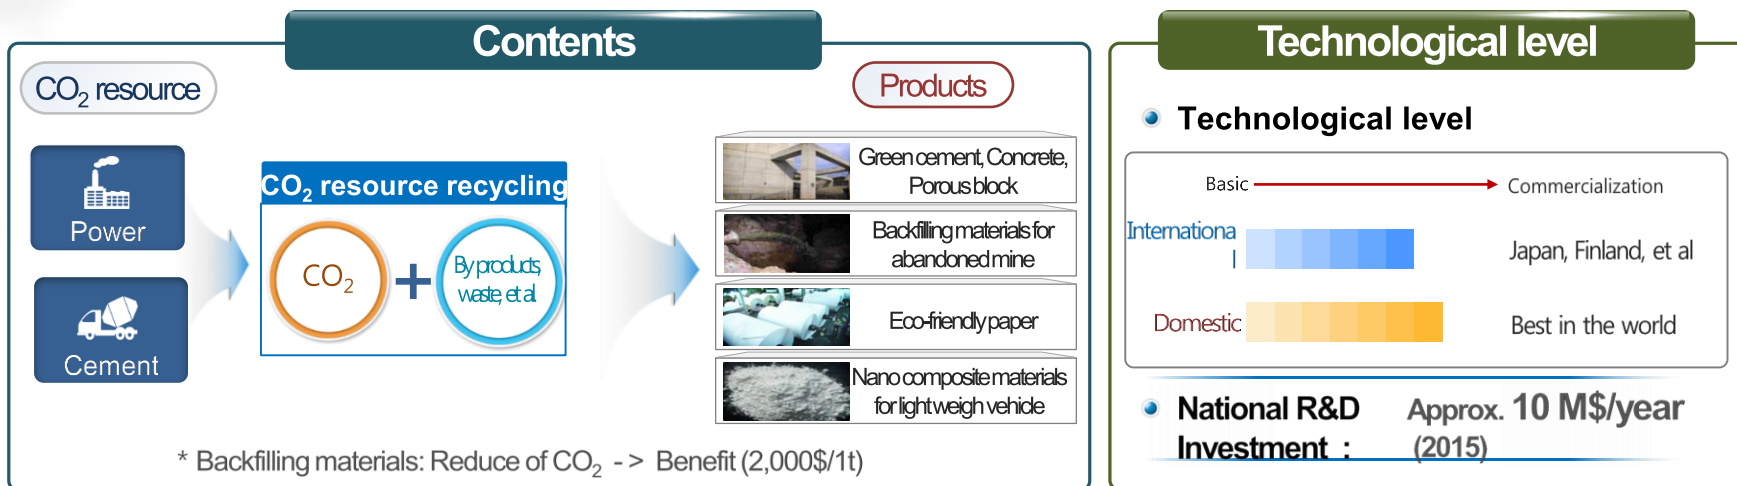 Contents
CO2 resource
Products
Power
Cement
CO2 resource recycling
CO2
+
By products,
waste, et al.
Green cement, Concrete,
Porous block
Backfilling materials for
abandoned mine
Eco-friendly paper
Nano composite materials
for light weigh vehicle
* Backfilling materials: Reduce of CO2 - > Benefit (2,000$/1t)
Technological level
Technological level
Basic
Commercialization
Internationa
l
Japan, Finland, et al
Domestic
Best in the world
National R&D Approx. 10 M$/year
Investment : (2015)